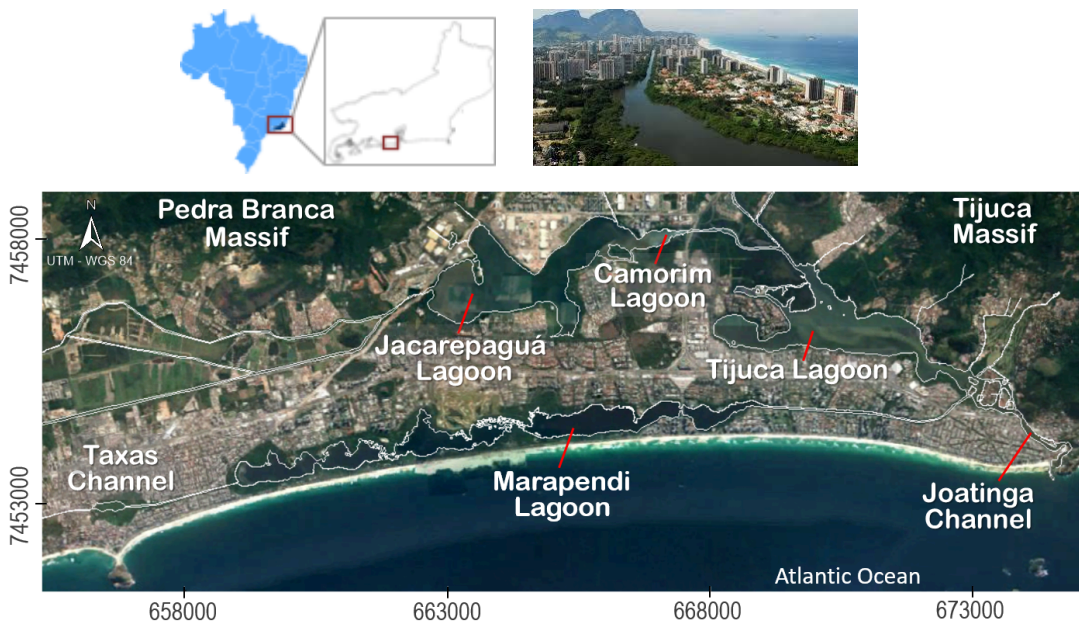 N
UTM - WGS 84
Pedra Branca
Massif
Tijuca
Massif
Camorim
Lagoon
Jacarepaguá
Lagoon
Tijuca Lagoon
Taxas
Channel
Marapendi
Lagoon
Joatinga
Channel
Atlantic Ocean
7458000
7453000
658000
663000
668000
673000